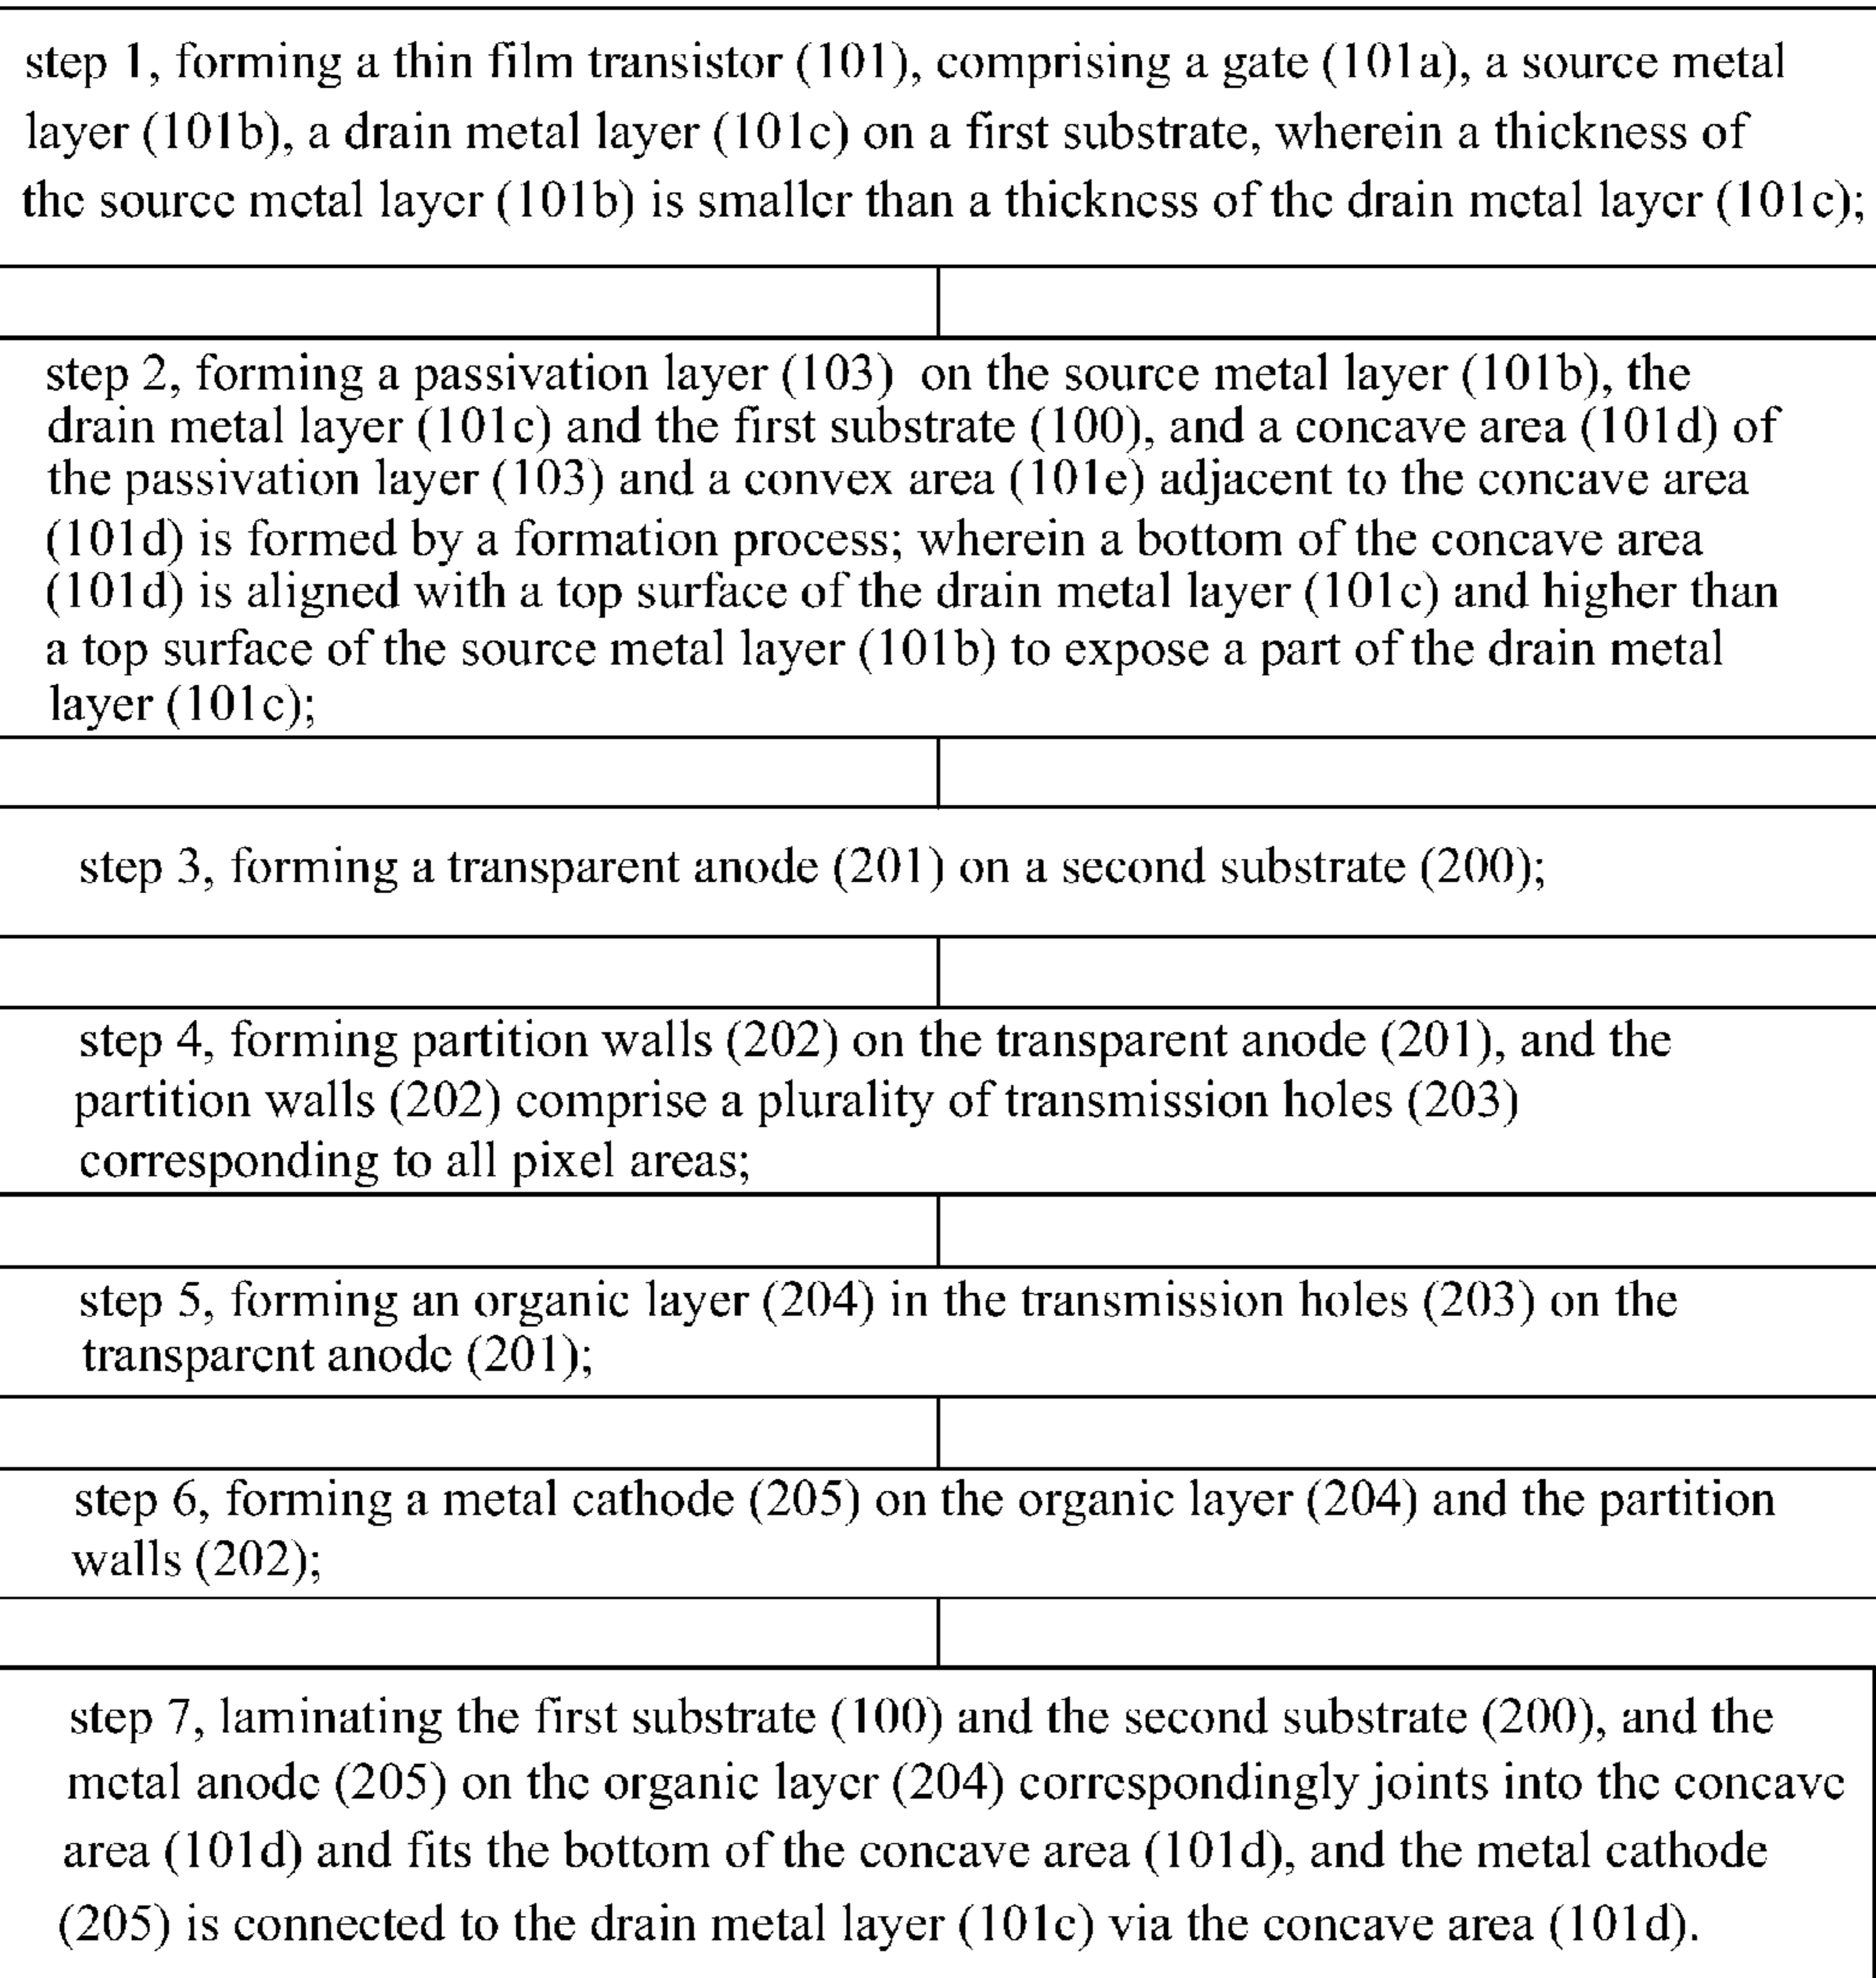 step 1, forming a thin film transistor (101), comprising a gate (101a), a source metal
layer (101b), a drain metal layer (101c) on a first substrate, wherein a thickness of
the source metal layer (101b) is smaller than a thickness of the drain metal layer (101c);
step 2, forming a passivation layer (103) on the source metal layer (101b), the
drain metal layer (101c) and the first substrate (100), and a concave area (101d) of
the passivation layer (103) and a convex area (101e) adjacent to the concave area
(101d) is formed by a formation process; wherein a bottom of the concave area
(101d) is aligned with a top surface of the drain metal layer (101c) and higher than
a top surface of the source metal layer (101b) to expose a part of the drain metal
layer (101c);
step 3, forming a transparent anode (201) on a second substrate (200);
step 4, forming partition walls (202) on the transparent anode (201), and the
partition walls (202) comprise a plurality of transmission holes (203)
corresponding to all pixel areas;
step 5, forming an organic layer (204) in the transmission holes (203) on the
transparent anode (201);
step 6, forming a metal cathode (205) on the organic layer (204) and the partition
walls (202);
step 7, laminating the first substrate (100) and the second substrate (200), and the
metal anode (205) on the organic layer (204) correspondingly joints into the concave
area (101d) and fits the bottom of the concave area (101d), and the metal cathode
(205) is connected to the drain metal layer (101c) via the concave area (101d).